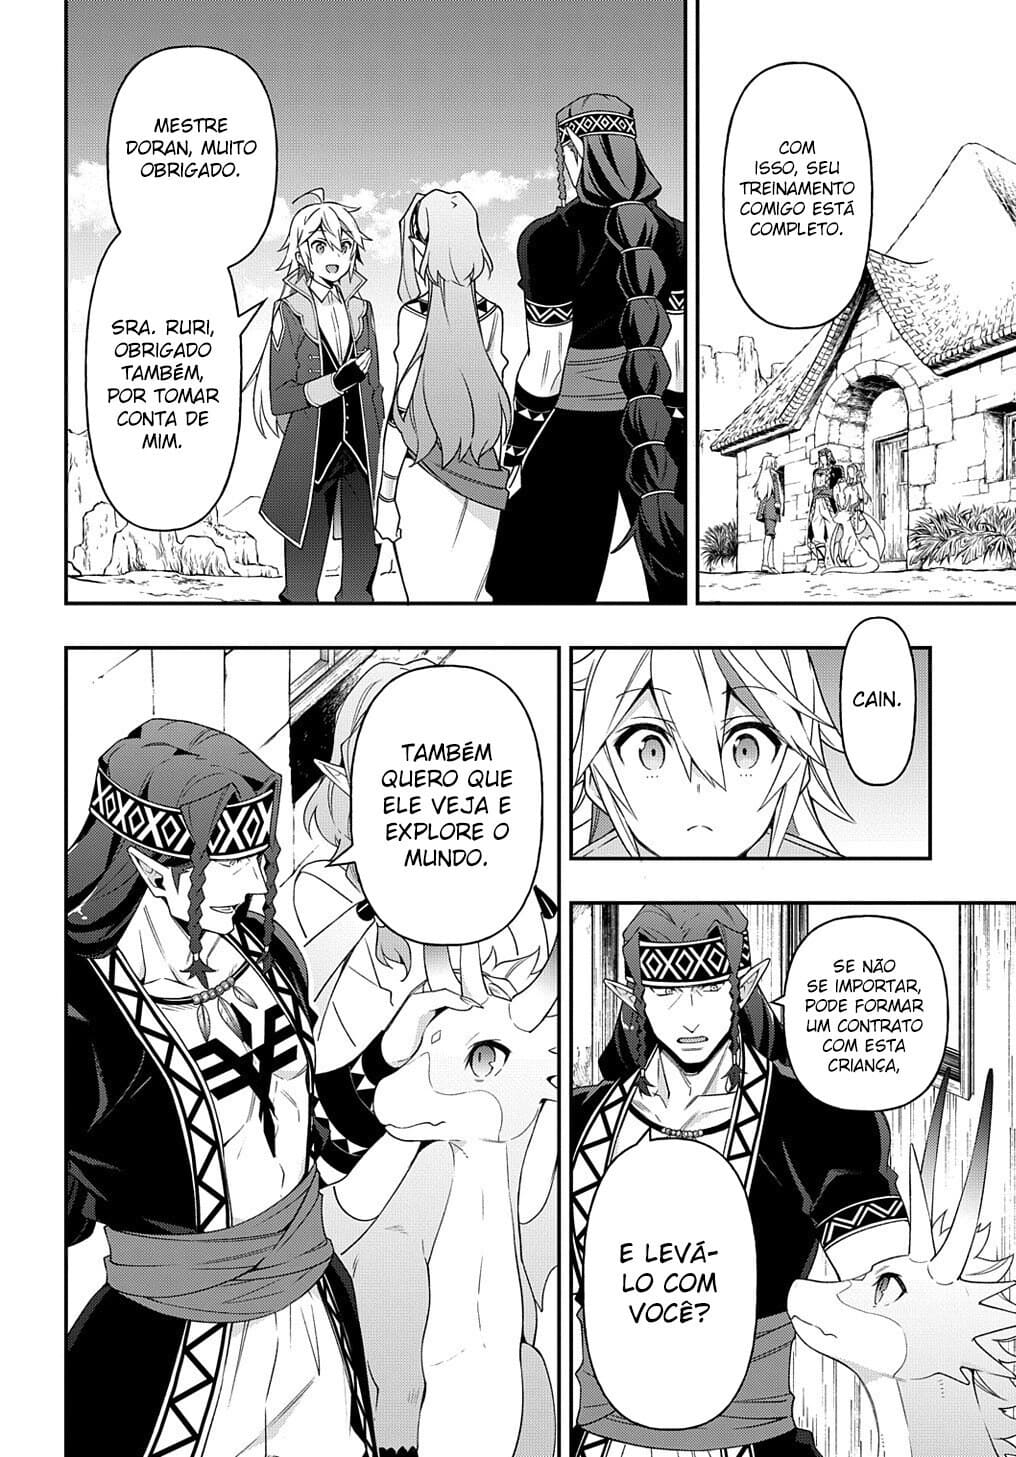 COM
ISSO, SEU
TREINAMENTO
COMIGO ESTÁ
COMPLETO.
MESTRE
DORAN, MUITO
OBRIGADO.
SRA. RURI,
OBRIGADO
TAMBÉM,
POR TOMAR
CONTA DE
MIM.
CAIN.
SE NÃO
SE IMPORTAR,
PODE FORMAR
UM CONTRATO
COM ESTA
CRIANÇA,
E LEVÁ-
LO COM
VOCÊ?
TAMBÉM
QUERO QUE
ELE VEJA E
EXPLORE O
MUNDO.